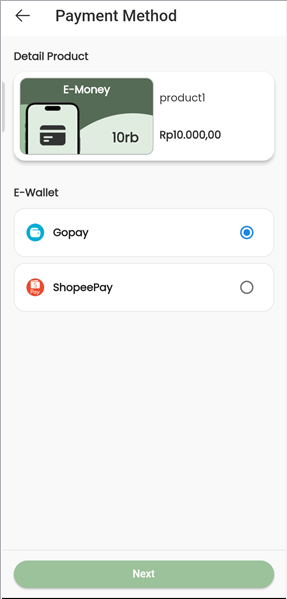 Payment Method
Detail Product
E-Money
10rb
product1
Rp10.000,00
E-Wallet
Gopay
Pay
ShopeePay
Next